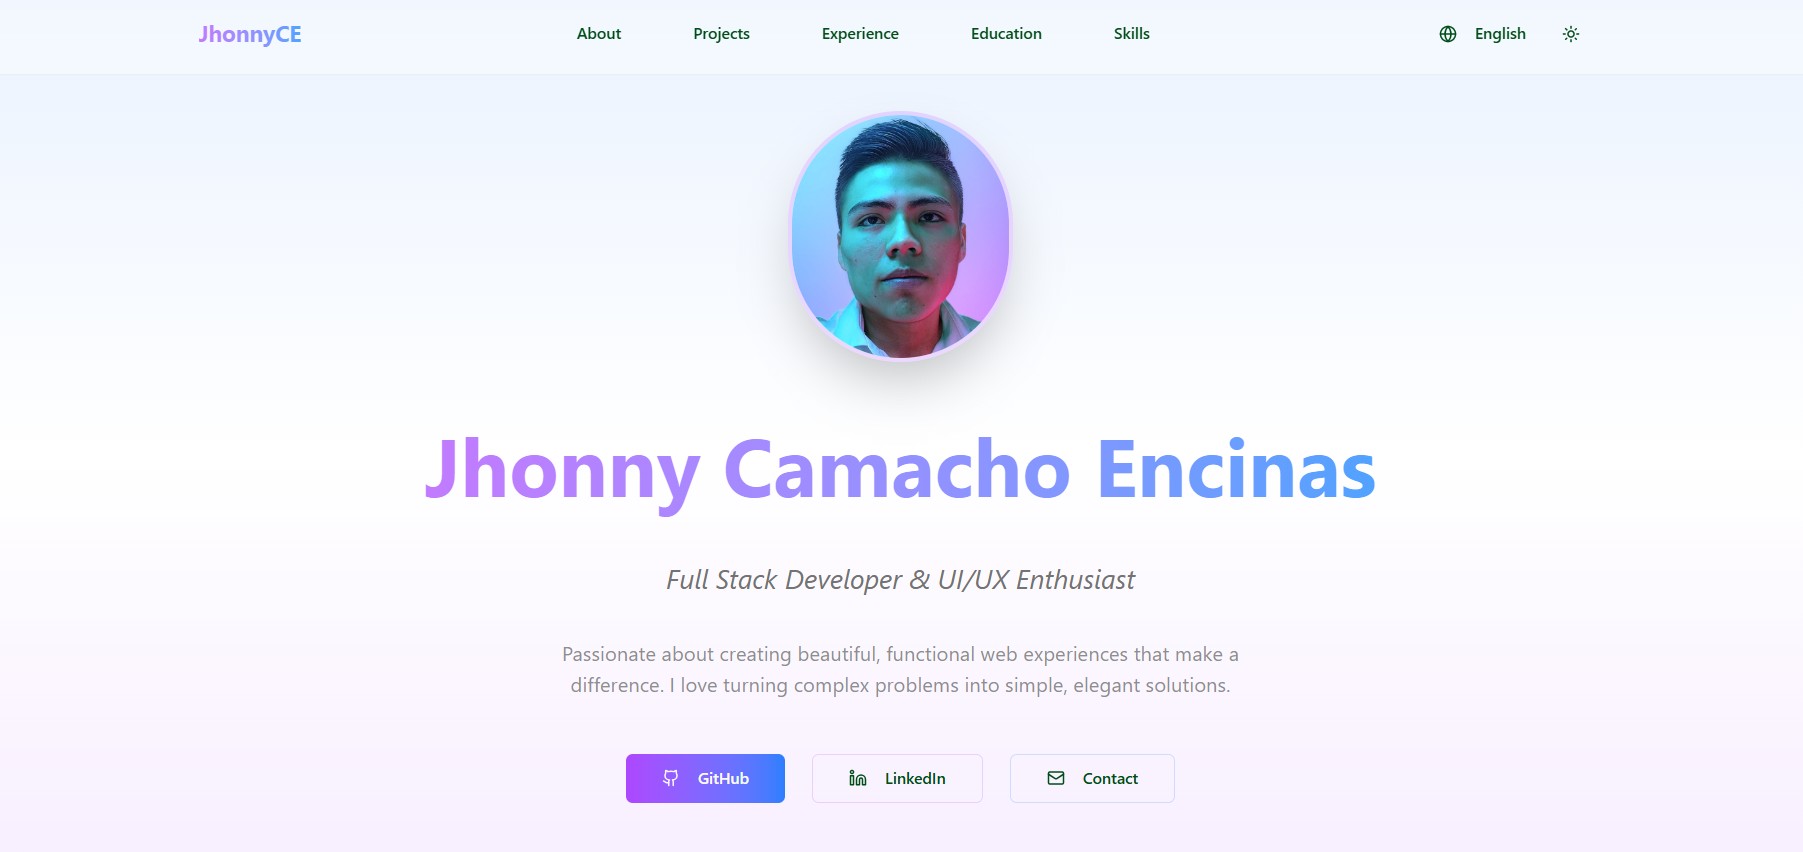 JhonnyCE
About
Projects
Experience
Education
Skills
English
Jhonny Camacho Encinas
Full Stack Developer & UI/UX Enthusiast
Passionate about creating beautiful, functional web experiences that make a
difference. I love turning complex problems into simple, elegant solutions.
GitHub
LinkedIn
Contact